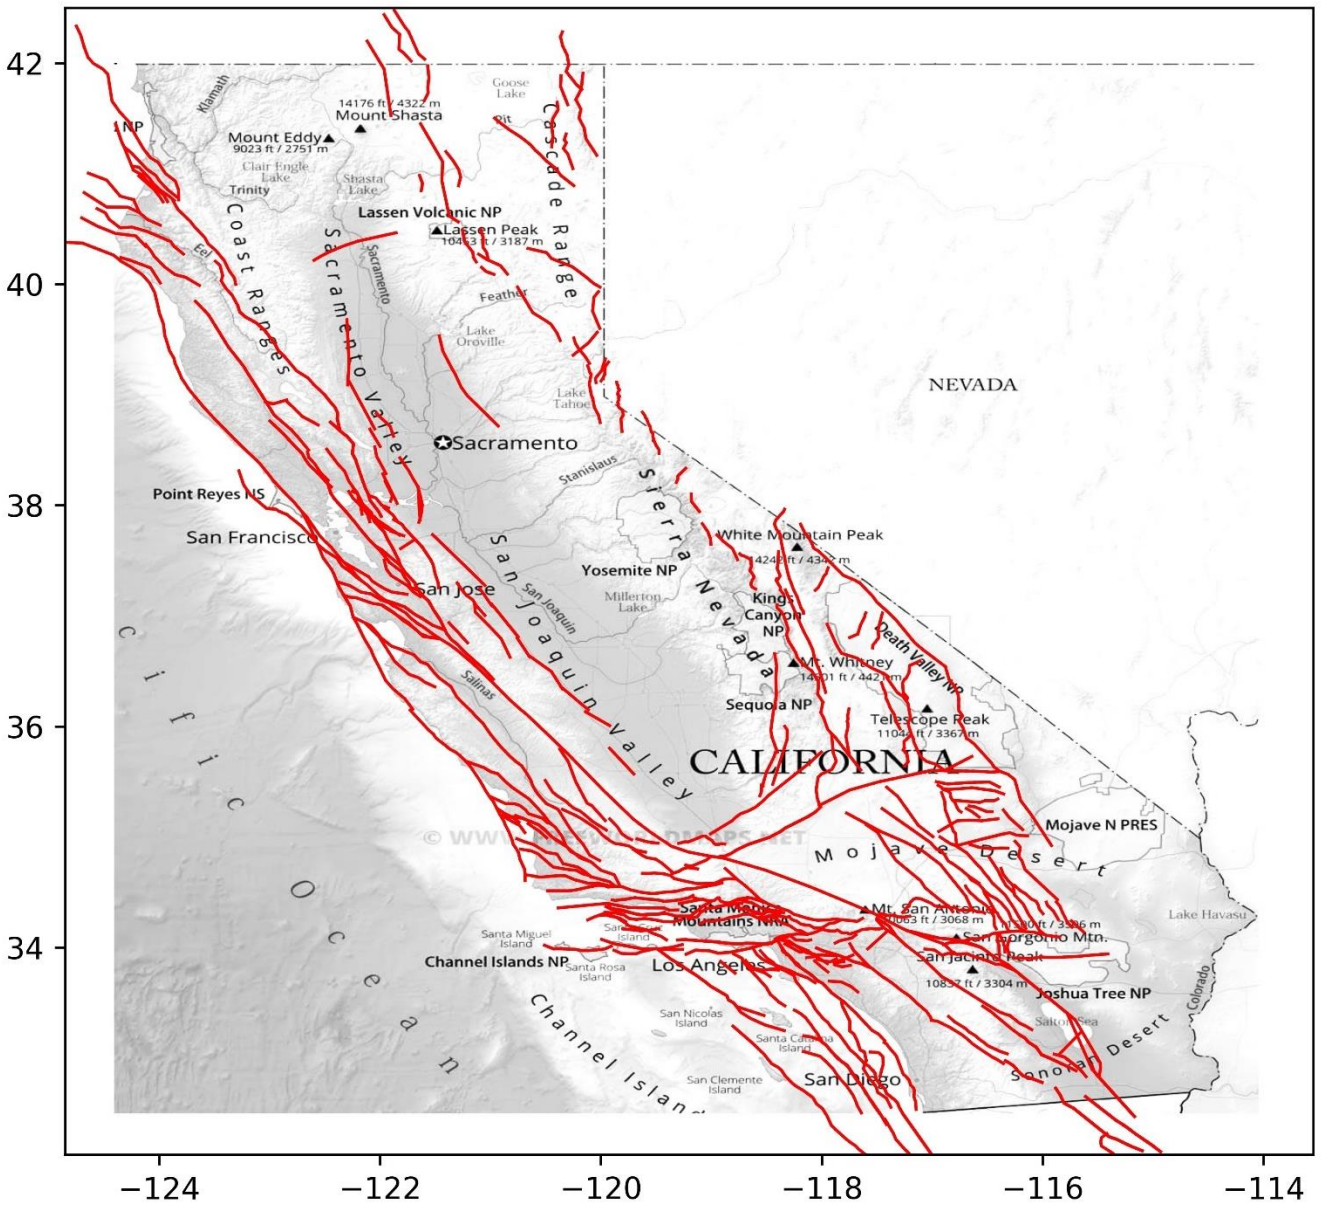 42
40
38
36
34
−124
−122
−120
−118
−116
−114
NP
Klamath
14176 ft / 4322 m
Mount Shasta
Mount Eddy
9023 ft / 2751 m
Clair Engle
Lake
Trinity
Shasta
Lake
Goose
Lake
Pit
Cascade Range
Lassen Volcanic NP
Lassen Peak
Coast Ranges
Eel
Sacramento Valley
Sacramento
Feather
Lake
Oroville
Lake
Tahoe
NEVADA
Sacramento
Stanislaus
Sierra Nevada
Point Reyes NS
San Francisco
San Jose
San Joaquin Valley
San Joaquin
Yosemite NP
Millerton
Lake
White Mountain Peak
Kings
Canyon
NP
Mt. Whitney
Sequoia NP
Death Valley NP
Telescope Peak
Salinas
CALIFORNIA
Mojave Desert
Mojave N PRES
Lake Havasu
cific Ocean
Santa Monica
Mountains NRA
Mt. San Antonio
San Gorgonio Mtn.
San Jacinto Peak
10837 ft / 3304 m
Santa Miguel
Island
Santa Cruz
Island
Channel Islands NP
Santa Rosa
Island
Los Angeles
Joshua Tree NP
Colorado
San Nicolas
Island
Santa Catalina
Island
Salton Sea
Channel Island
San Clemente
Island
San Diego
Sonoran Desert